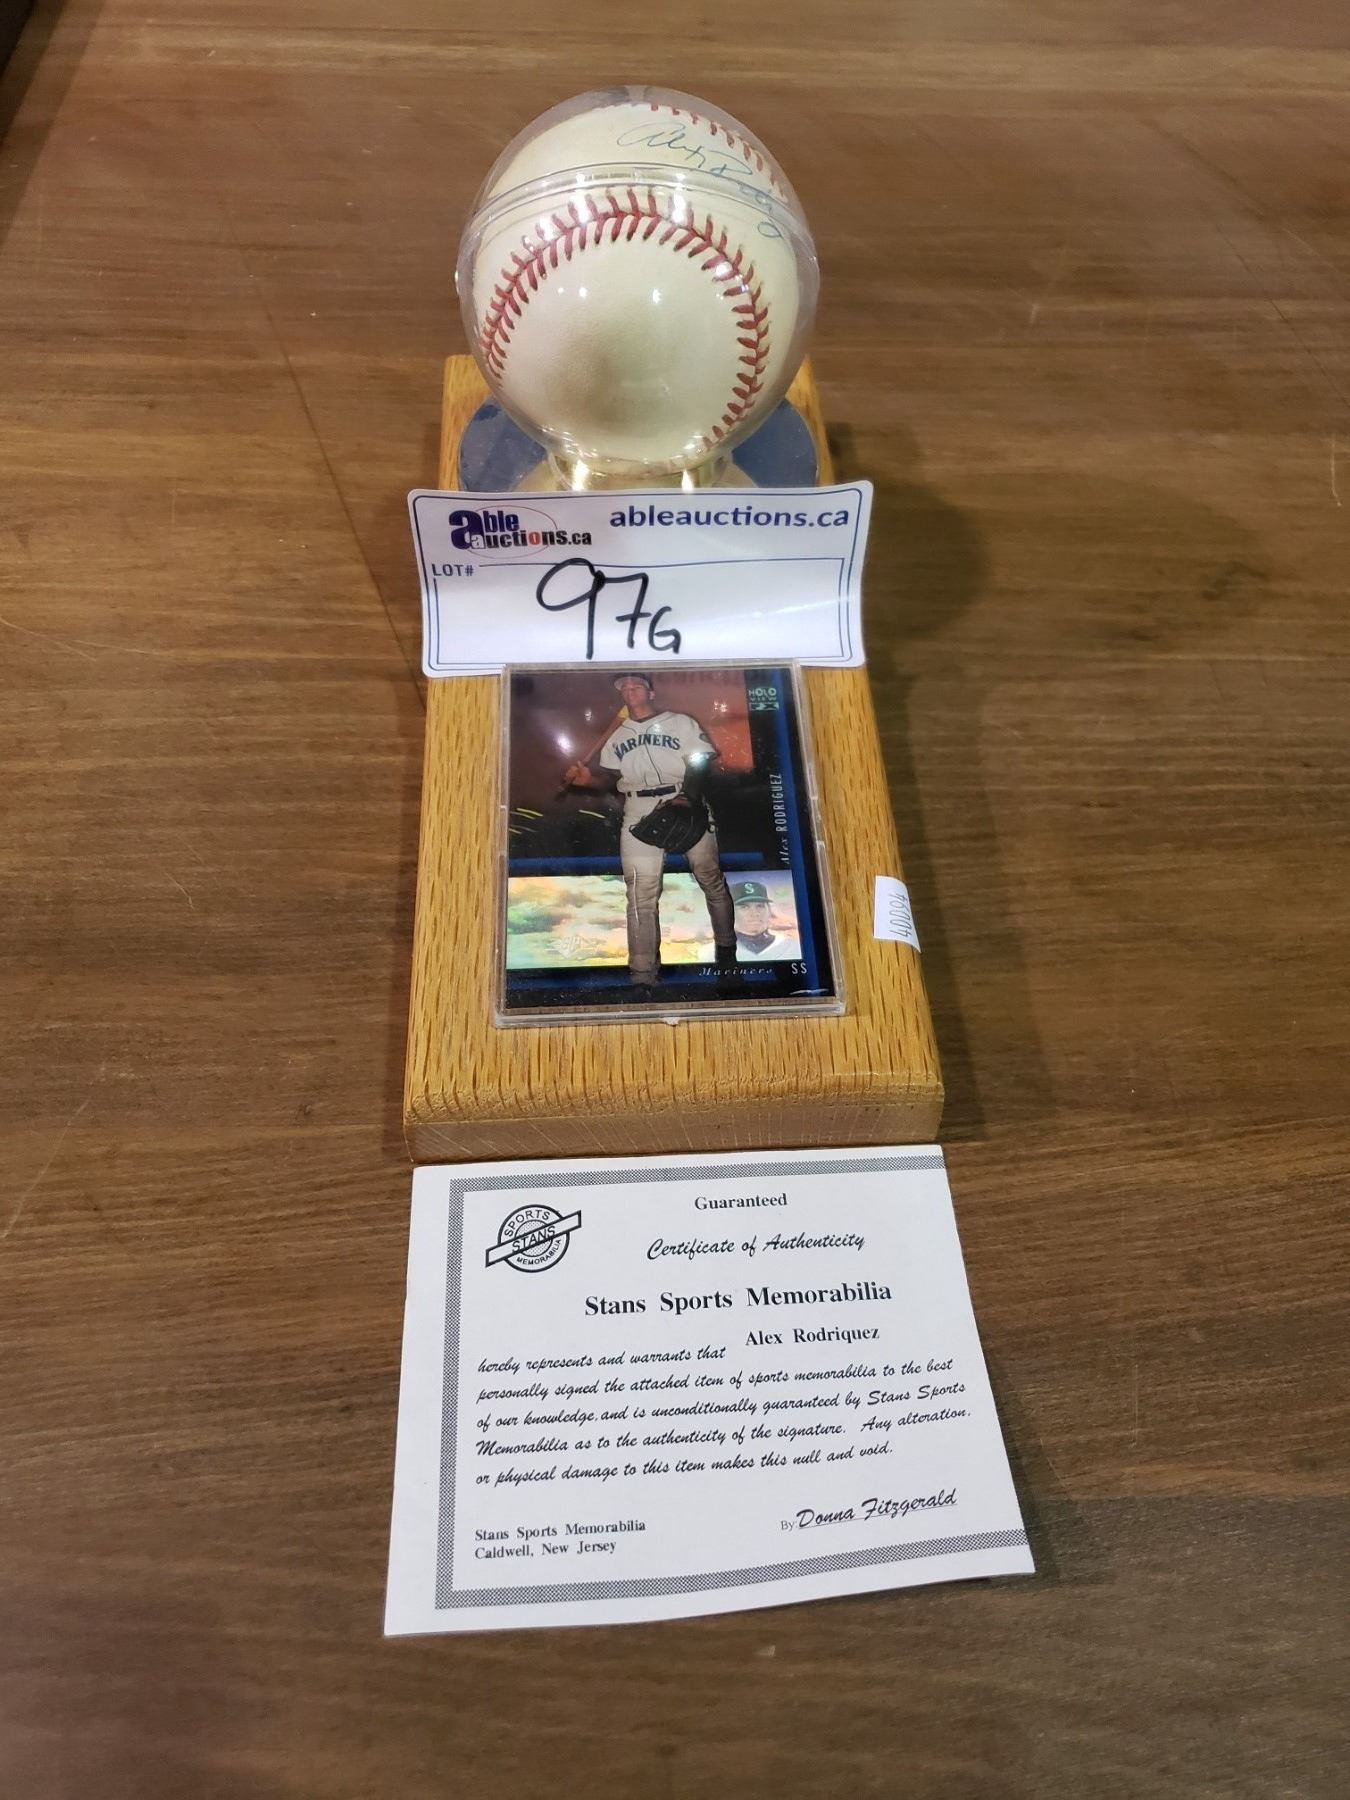 Alex Rodriguez
able
auctions.ca
ableauctions.ca
LOT#
97G
HOLO
VIEW
FX
MARINERS
Alex RODRIGUEZ
S
Mariners SS
40094
SPORTS
STANS
MEMORABILIA
Guaranteed
Certificate of Authenticity
Stans Sports Memorabilia
Alex Rodriquez
hereby represents and warrants that
personally signed the attached item of sports memorabilia to the best
of our knowledge, and is unconditionally guaranteed by Stans Sports
Memorabilia as to the authenticity of the signature. Any alteration,
or physical damage to this item makes this null and void.
Stans Sports Memorabilia
Caldwell, New Jersey
By: Donna Fitzgerald